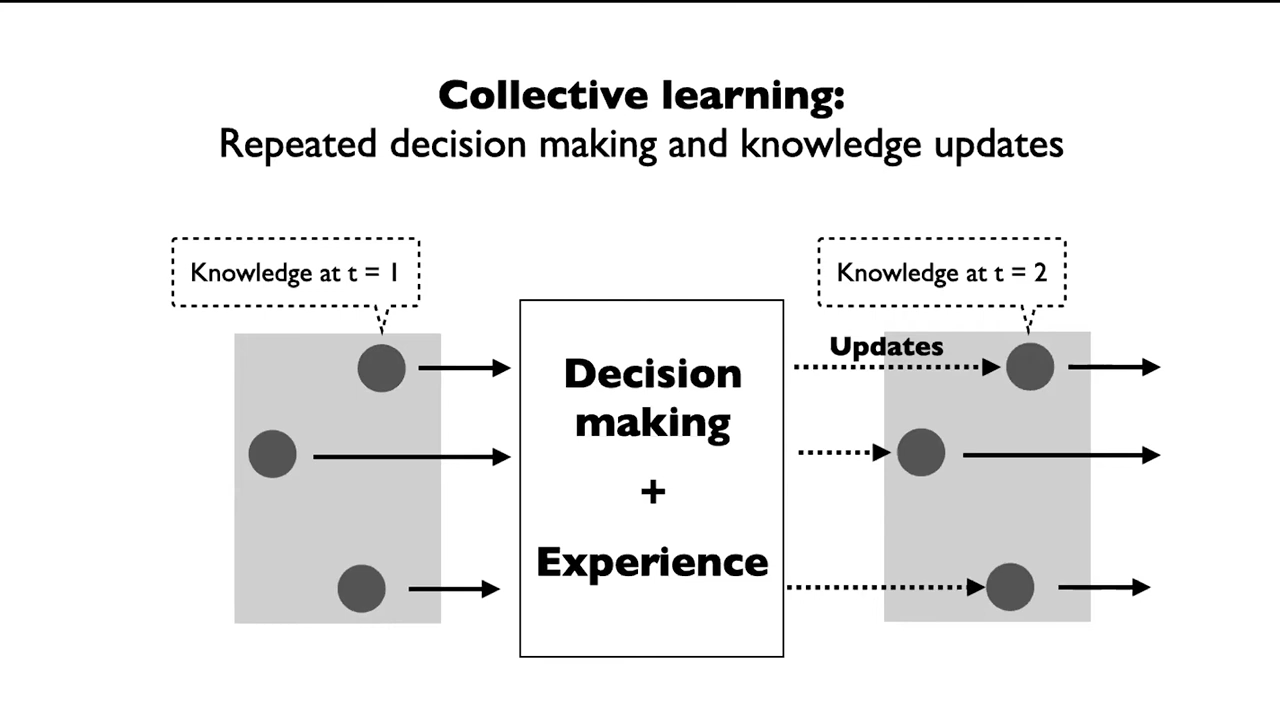 Collective learning:
Repeated decision making and knowledge updates
Knowledge at t = 1
Knowledge at t = 2
Updates
Decision
making
+
Experience